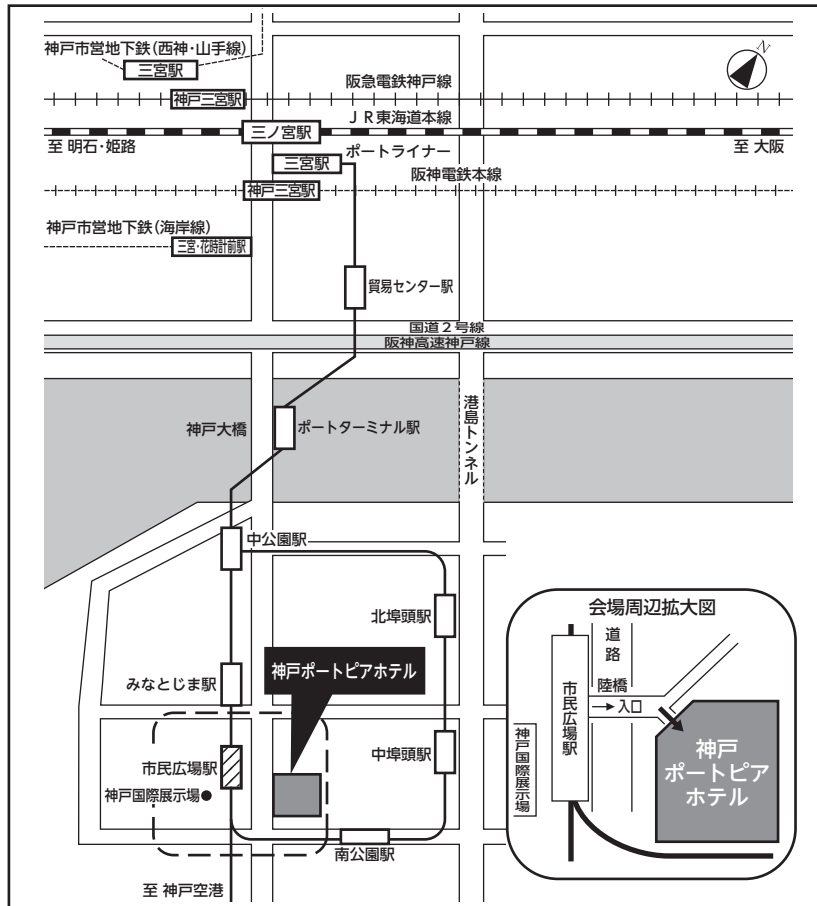 神戸市営地下鉄(西神・山手線)
三宮駅
N
阪急電鉄神戸線
神戸三宮駅
JR東海道本線
三ノ宮駅
至 明石・姫路
至 大阪
ポートライナー
三宮駅
阪神電鉄本線
神戸三宮駅
神戸市営地下鉄(海岸線)
三宮・花時計前駅
貿易センター駅
国道2号線
阪神高速神戸線
港島トンネル
神戸大橋
ポートターミナル駅
中公園駅
北埠頭駅
神戸ポートピアホテル
みなとじま駅
中埠頭駅
市民広場駅
神戸国際展示場●
南公園駅
至 神戸空港
会場周辺拡大図
道路
陸橋
→入口
市民広場駅
神戸国際展示場
神戸
ポートピア
ホテル